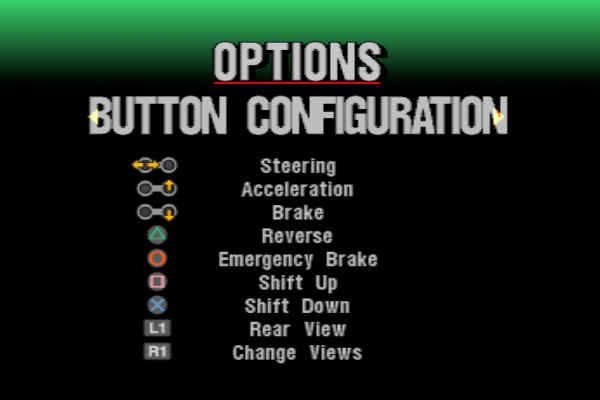 OPTIONS
BUTTON CONFIGURATION
Steering
Acceleration
Brake
Reverse
Emergency Brake
Shift Up
Shift Down
L1 Rear View
R1 Change Views